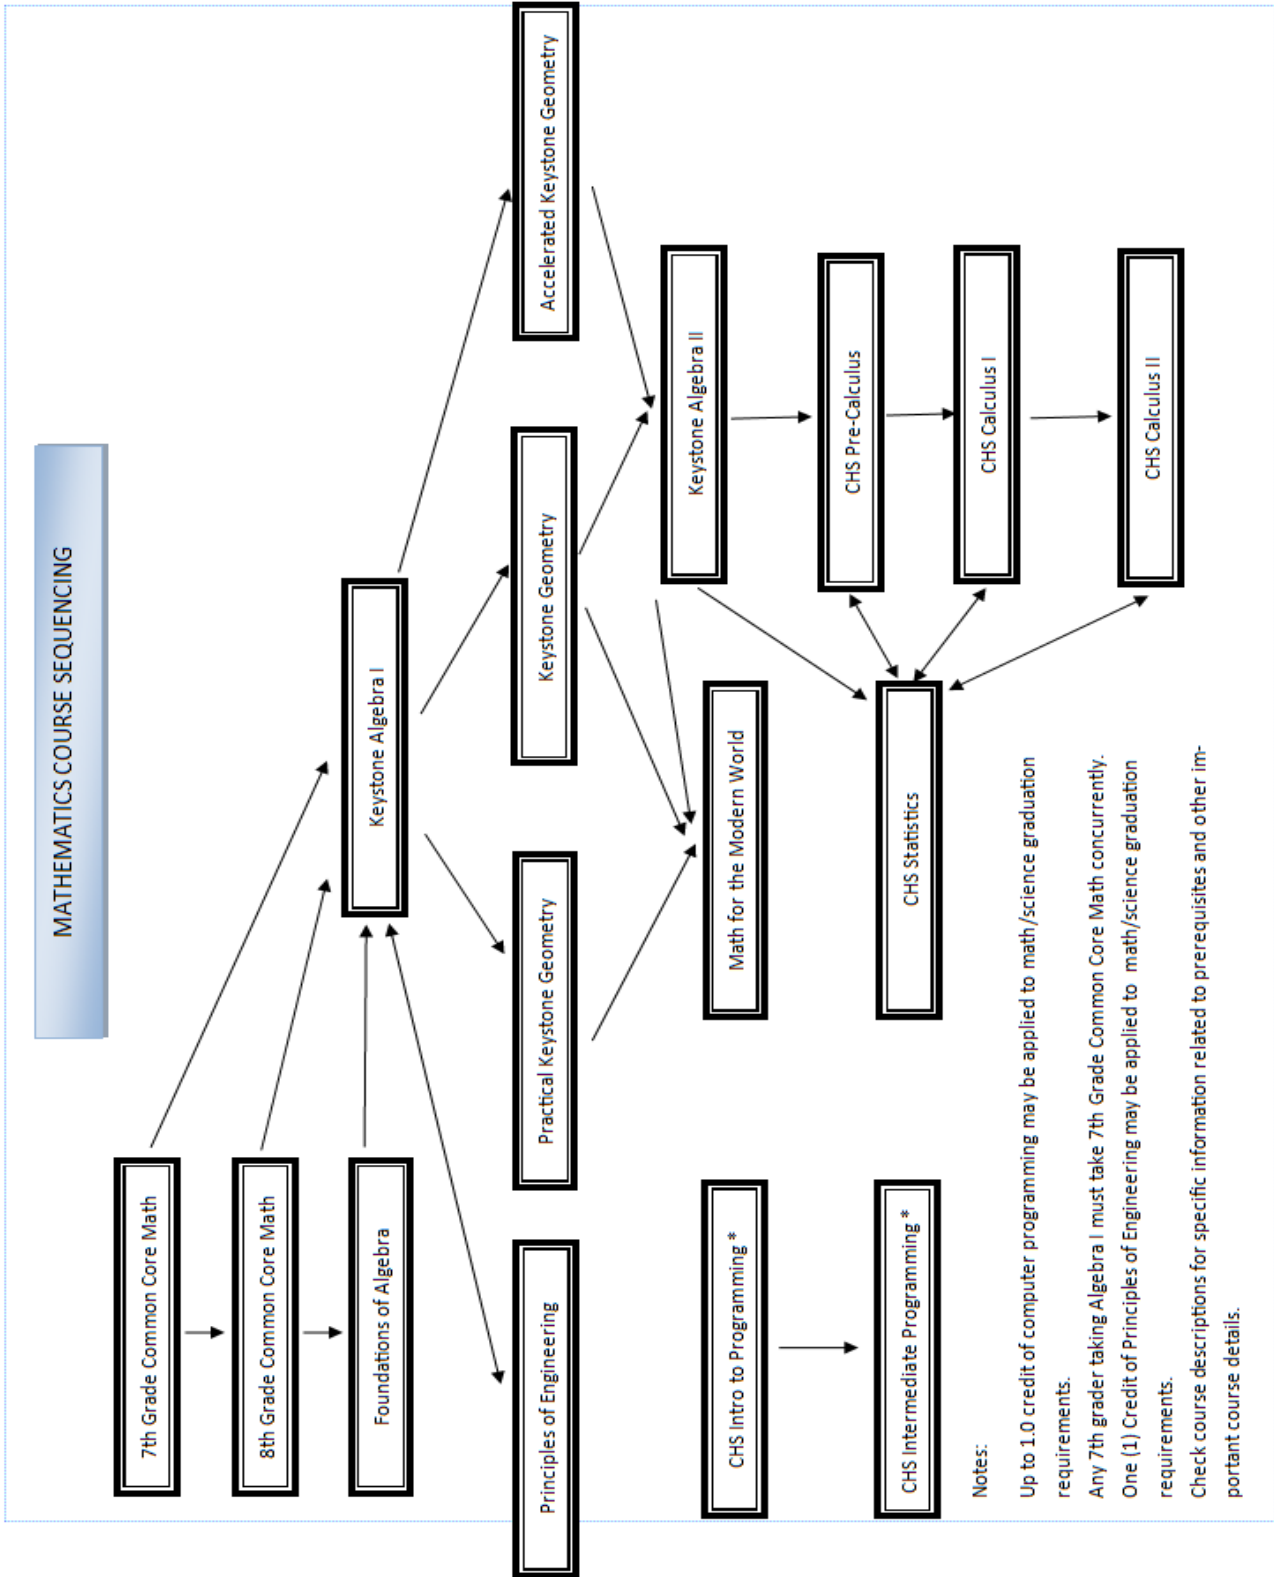 MATHEMATICS COURSE SEQUENCING
7th Grade Common Core Math
8th Grade Common Core Math
Foundations of Algebra
Keystone Algebra I
Principles of Engineering
Practical Keystone Geometry
Keystone Geometry
Accelerated Keystone Geometry
CHS Intro to Programming *
Math for the Modern World
Keystone Algebra II
CHS Intermediate Programming *
CHS Statistics
CHS Pre-Calculus
CHS Calculus I
CHS Calculus II
Notes:
Up to 1.0 credit of computer programming may be applied to math/science graduation
requirements.
Any 7th grader taking Algebra I must take 7th Grade Common Core Math concurrently.
One (1) Credit of Principles of Engineering may be applied to math/science graduation
requirements.
Check course descriptions for specific information related to prerequisites and other im-
portant course details.